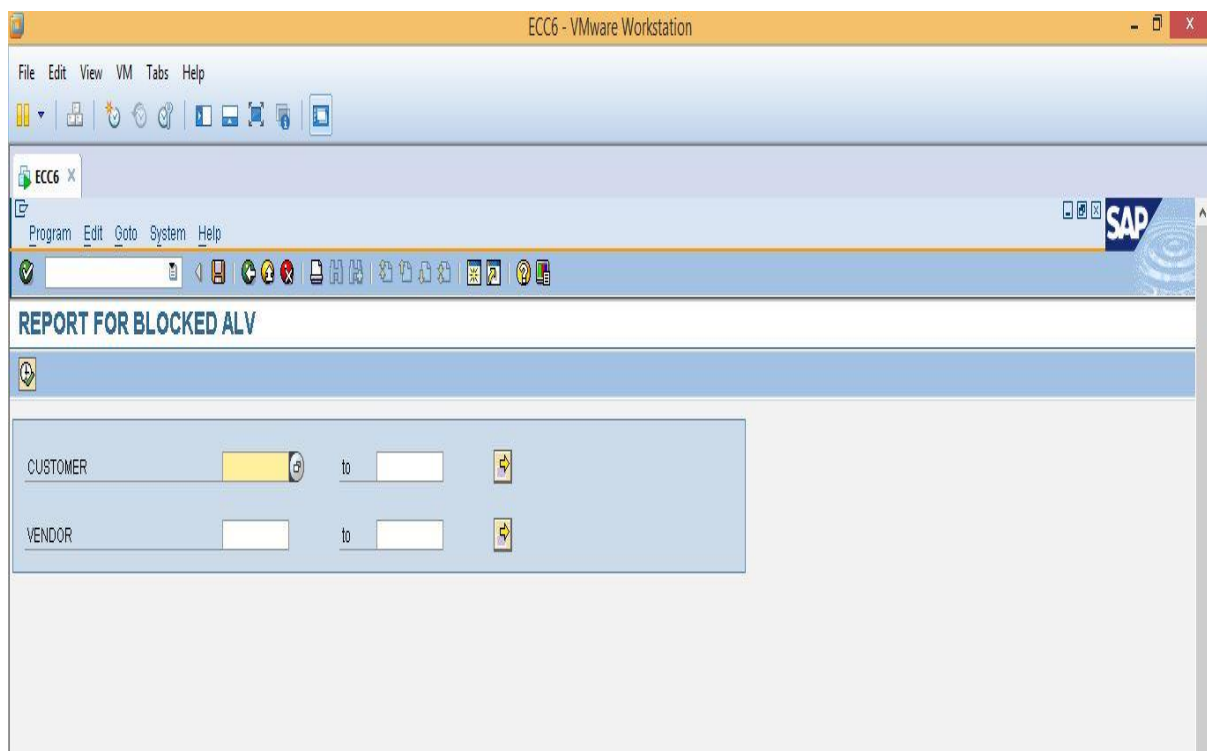 ECC6 - VMware Workstation
File Edit View VM Tabs Help
ECC6
Program Edit Goto System Help
SAP
REPORT FOR BLOCKED ALV
CUSTOMER to
VENDOR to